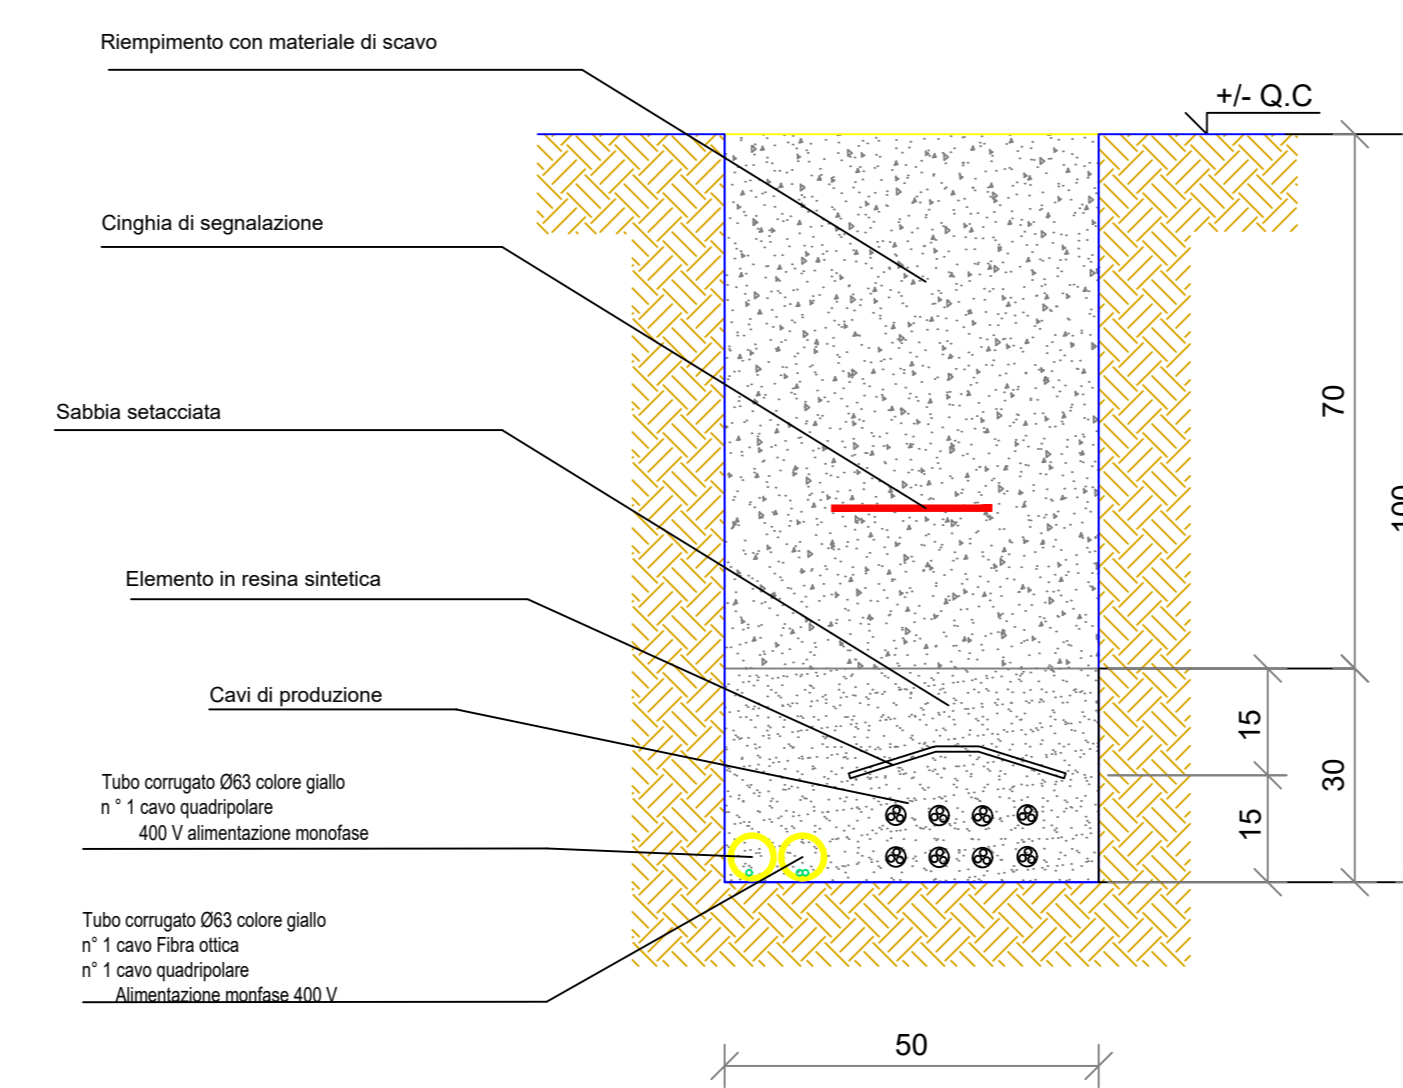 Riempimento con materiale di scavo
+/- Q.C
Cinghia di segnalazione
70
Sabbia setacciata
100
Elemento in resina sintetica
Cavi di produzione
15
30
15
Tubo corrugato Ø63 colore giallo
n ° 1 cavo quadripolare
400 V alimentazione monofase
Tubo corrugato Ø63 colore giallo
n° 1 cavo Fibra ottica
n° 1 cavo quadripolare
Alimentazione monfase 400 V
50